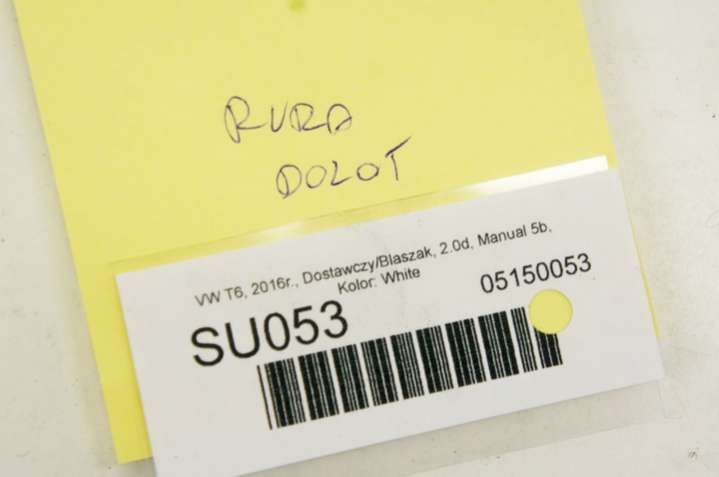 RURA
DOLOT
VW T6, 2016r., Dostawczy/Blaszak, 2.0d, Manual 5b,
Kolor: White
05150053
SU053